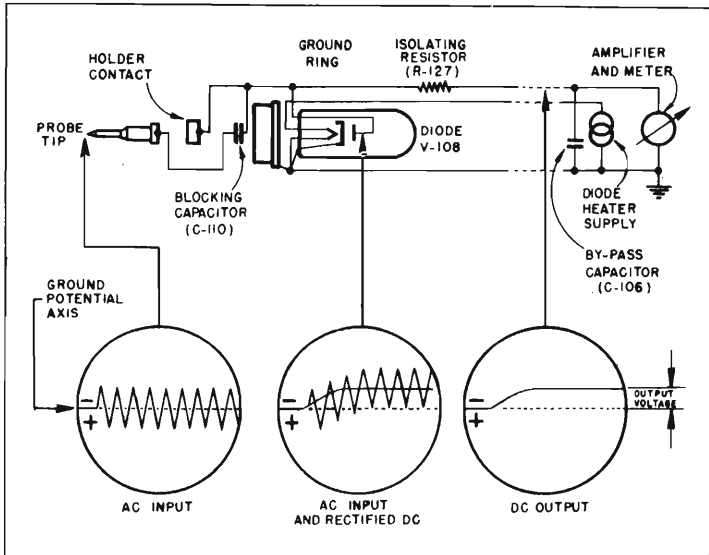 HOLDER
CONTACT
GROUND
RING
ISOLATING
RESISTOR
(R-127)
AMPLIFIER
AND METER
PROBE
TIP
DIODE
V-108
BLOCKING
CAPACITOR
(C-110)
DIODE
HEATER
SUPPLY
BY-PASS
CAPACITOR
(C-106)
GROUND
POTENTIAL
AXIS
−
+
−
+
−
+
OUTPUT
VOLTAGE
AC INPUT
AC INPUT
AND RECTIFIED DC
DC OUTPUT